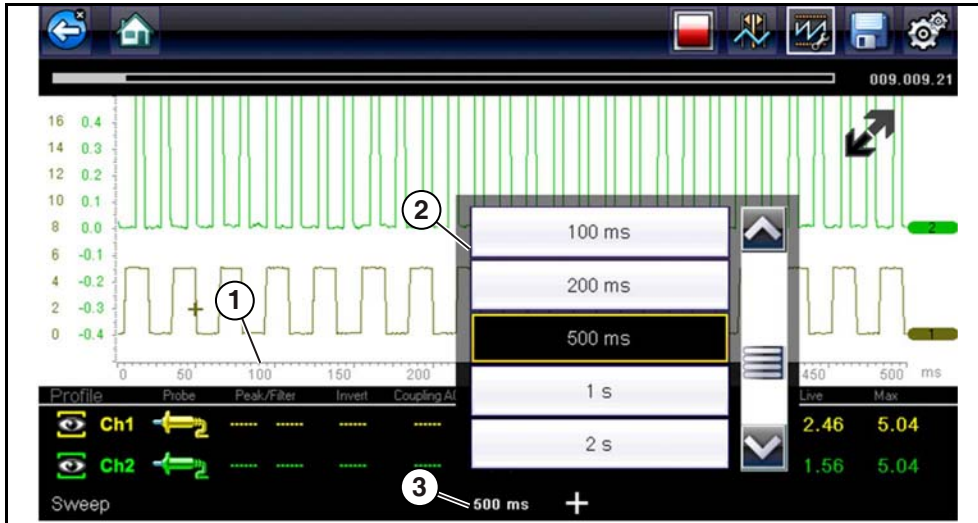 009.009.21
16 0.4
14 0.3
12 0.2
10 0.1
8 0.0
6 -0.1
4 -0.2
2 -0.3
0 -0.4
2
1
2
1
100 ms
200 ms
500 ms
1 s
2 s
0 50 100 150 200 450 500 ms
Profile Probe Peak/Filter Invert Coupling AC Live Max
Ch1 ------ ------ ------ ------ 2.46 5.04
Ch2 ------ ------ ------ ------ 1.56 5.04
3
Sweep 500 ms +